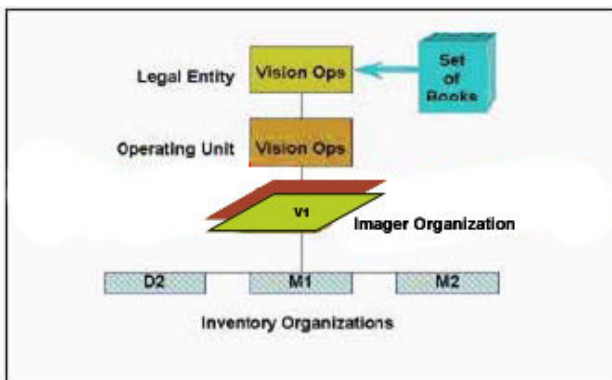 Legal Entity
Vision Ops
Set
of
Books
Operating Unit
Vision Ops
V1
Imager Organization
D2
M1
M2
Inventory Organizations